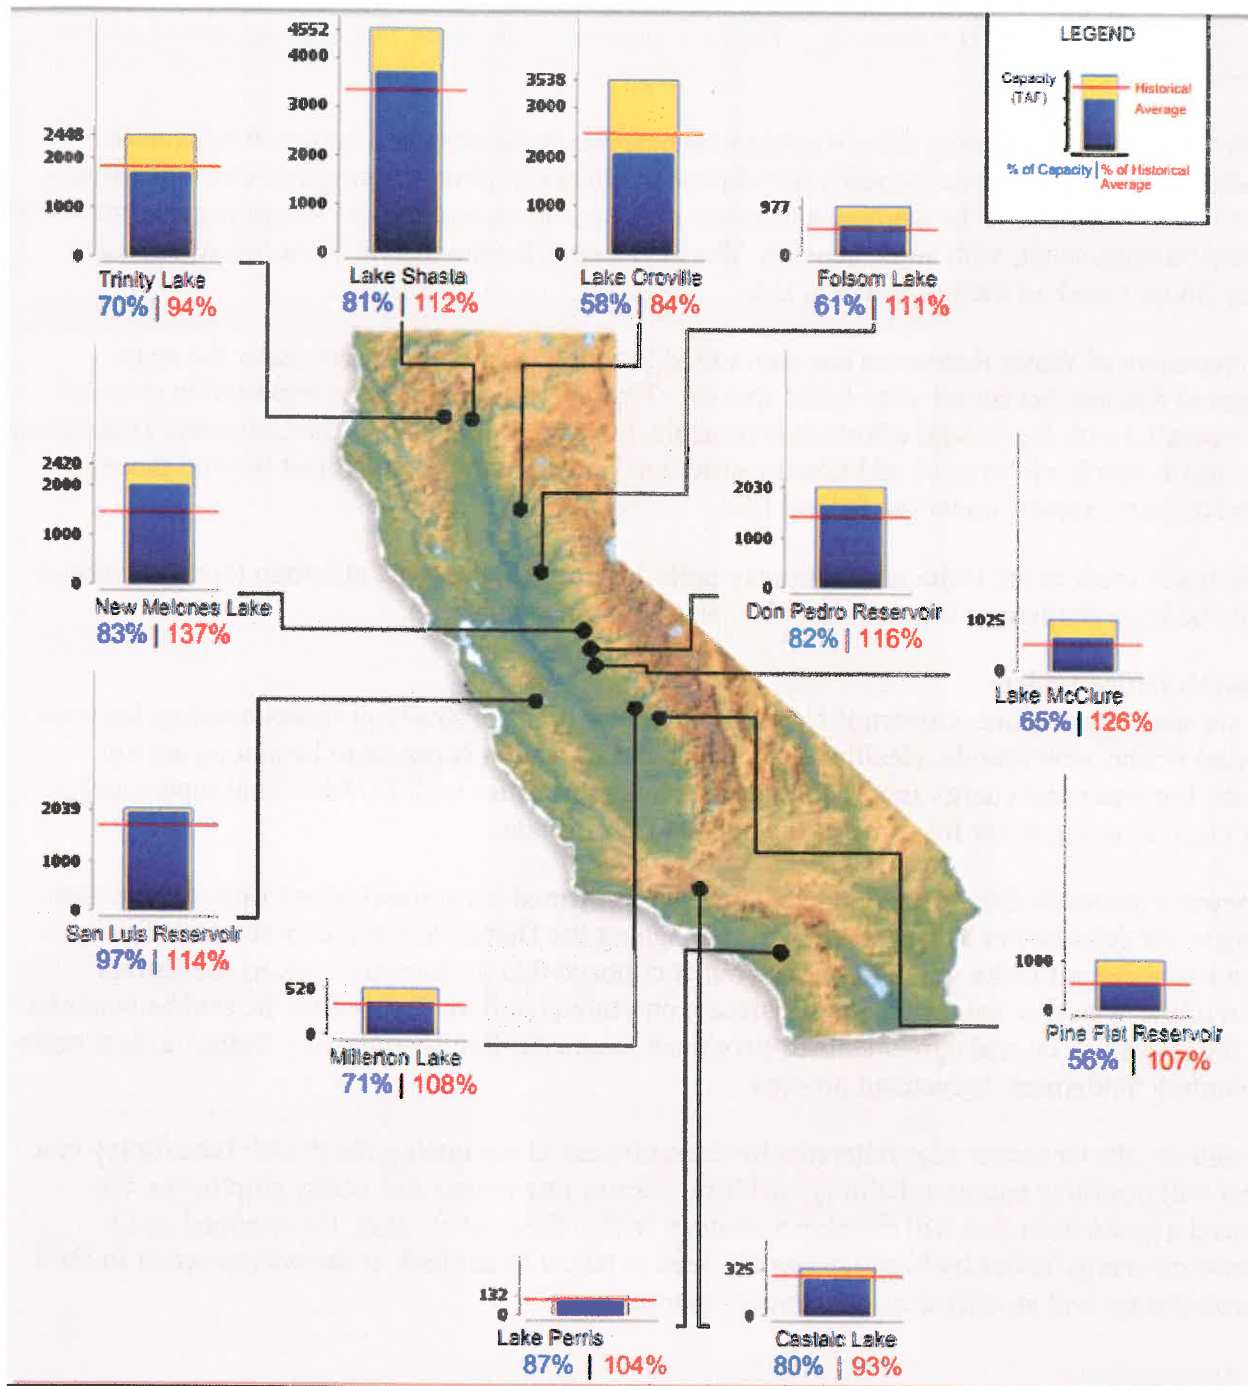 4552
4000
3000
2000
1000
0
Lake Shasta
81% | 112%
3538
3000
2000
1000
0
Lake Oroville
58% | 84%
LEGEND
Capacity
(TAF)
Historical
Average
% of Capacity | % of Historical
Average
2448
2000
1000
0
Trinity Lake
70% | 94%
977
0
Folsom Lake
61% | 111%
2420
2000
1000
0
New Melones Lake
83% | 137%
2030
1000
0
Don Pedro Reservoir
82% | 116%
1025
0
Lake McClure
65% | 126%
2039
1000
0
San Luis Reservoir
97% | 114%
520
0
Millerton Lake
71% | 108%
1000
0
Pine Flat Reservoir
56% | 107%
132
0
Lake Perris
87% | 104%
325
0
Castaic Lake
80% | 93%